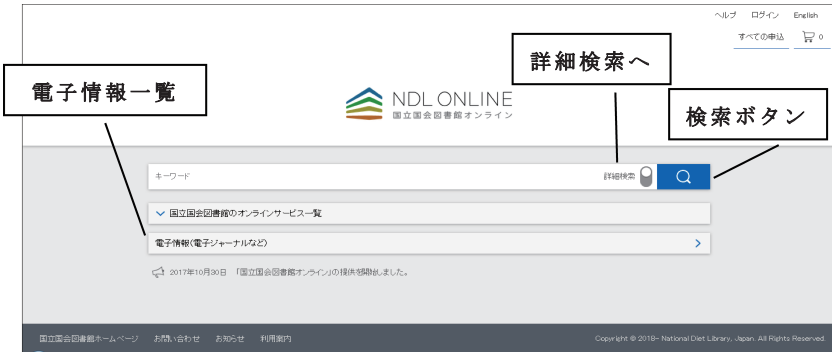 ヘルプ ログイン English
すべての申込 0
詳細検索へ
電子情報一覧
NDL ONLINE
国立国会図書館オンライン
検索ボタン
キーワード 詳細検索
国立国会図書館のオンラインサービス一覧
電子情報(電子ジャーナルなど)
2017年10月30日 「国立国会図書館オンライン」の提供を開始しました。
国立国会図書館ホームページ お問い合わせ お知らせ 利用案内 Copyright © 2018- National Diet Library, Japan. All Rights Reserved.